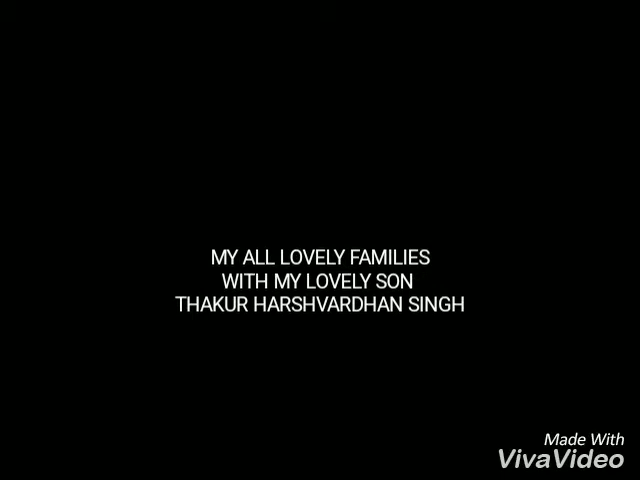 MY ALL LOVELY FAMILIES
WITH MY LOVELY SON
THAKUR HARSHVARDHAN SINGH
Made With
VivaVideo